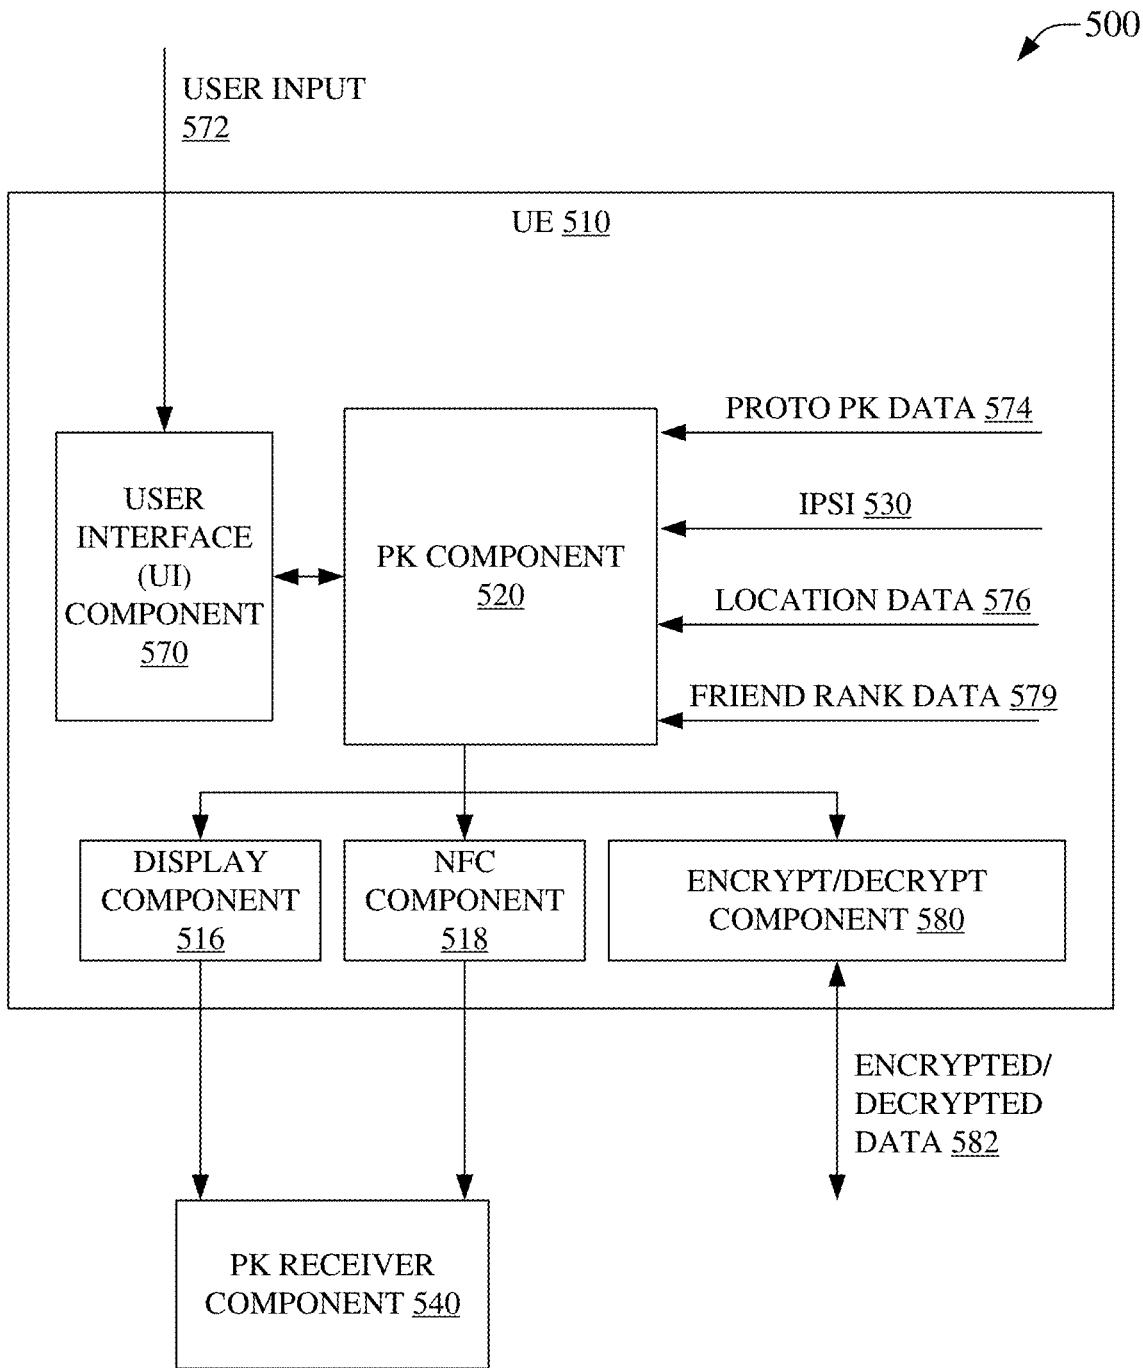 500
USER INPUT
572
UE 510
PROTO PK DATA 574
USER
INTERFACE
(UI)
COMPONENT
570
PK COMPONENT
520
IPSI 530
LOCATION DATA 576
FRIEND RANK DATA 579
DISPLAY
COMPONENT
516
NFC
COMPONENT
518
ENCRYPT/DECRYPT
COMPONENT 580
ENCRYPTED/
DECRYPTED
DATA 582
PK RECEIVER
COMPONENT 540